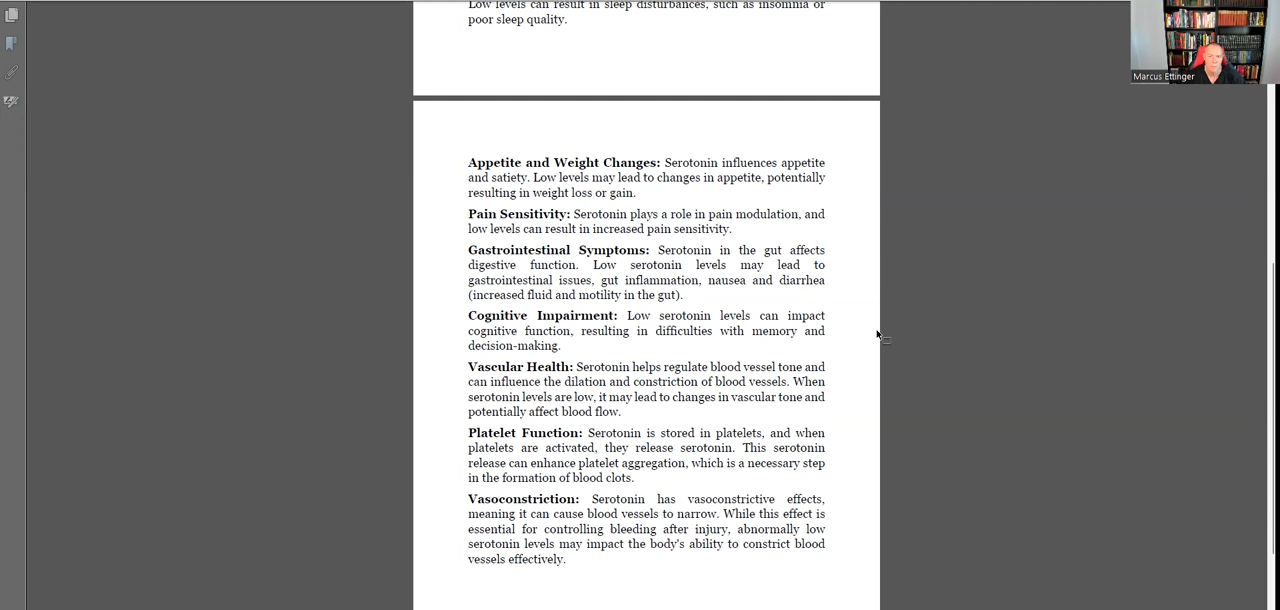 Low levels can result in sleep disturbances, such as insomnia or
poor sleep quality.
Marcus Ettinger
Appetite and Weight Changes: Serotonin influences appetite
and satiety. Low levels may lead to changes in appetite, potentially
resulting in weight loss or gain.
Pain Sensitivity: Serotonin plays a role in pain modulation, and
low levels can result in increased pain sensitivity.
Gastrointestinal Symptoms: Serotonin in the gut affects
digestive function. Low serotonin levels may lead to
gastrointestinal issues, gut inflammation, nausea and diarrhea
(increased fluid and motility in the gut).
Cognitive Impairment: Low serotonin levels can impact
cognitive function, resulting in difficulties with memory and
decision-making.
Vascular Health: Serotonin helps regulate blood vessel tone and
can influence the dilation and constriction of blood vessels. When
serotonin levels are low, it may lead to changes in vascular tone and
potentially affect blood flow.
Platelet Function: Serotonin is stored in platelets, and when
platelets are activated, they release serotonin. This serotonin
release can enhance platelet aggregation, which is a necessary step
in the formation of blood clots.
Vasoconstriction: Serotonin has vasoconstrictive effects,
meaning it can cause blood vessels to narrow. While this effect is
essential for controlling bleeding after injury, abnormally low
serotonin levels may impact the body's ability to constrict blood
vessels effectively.